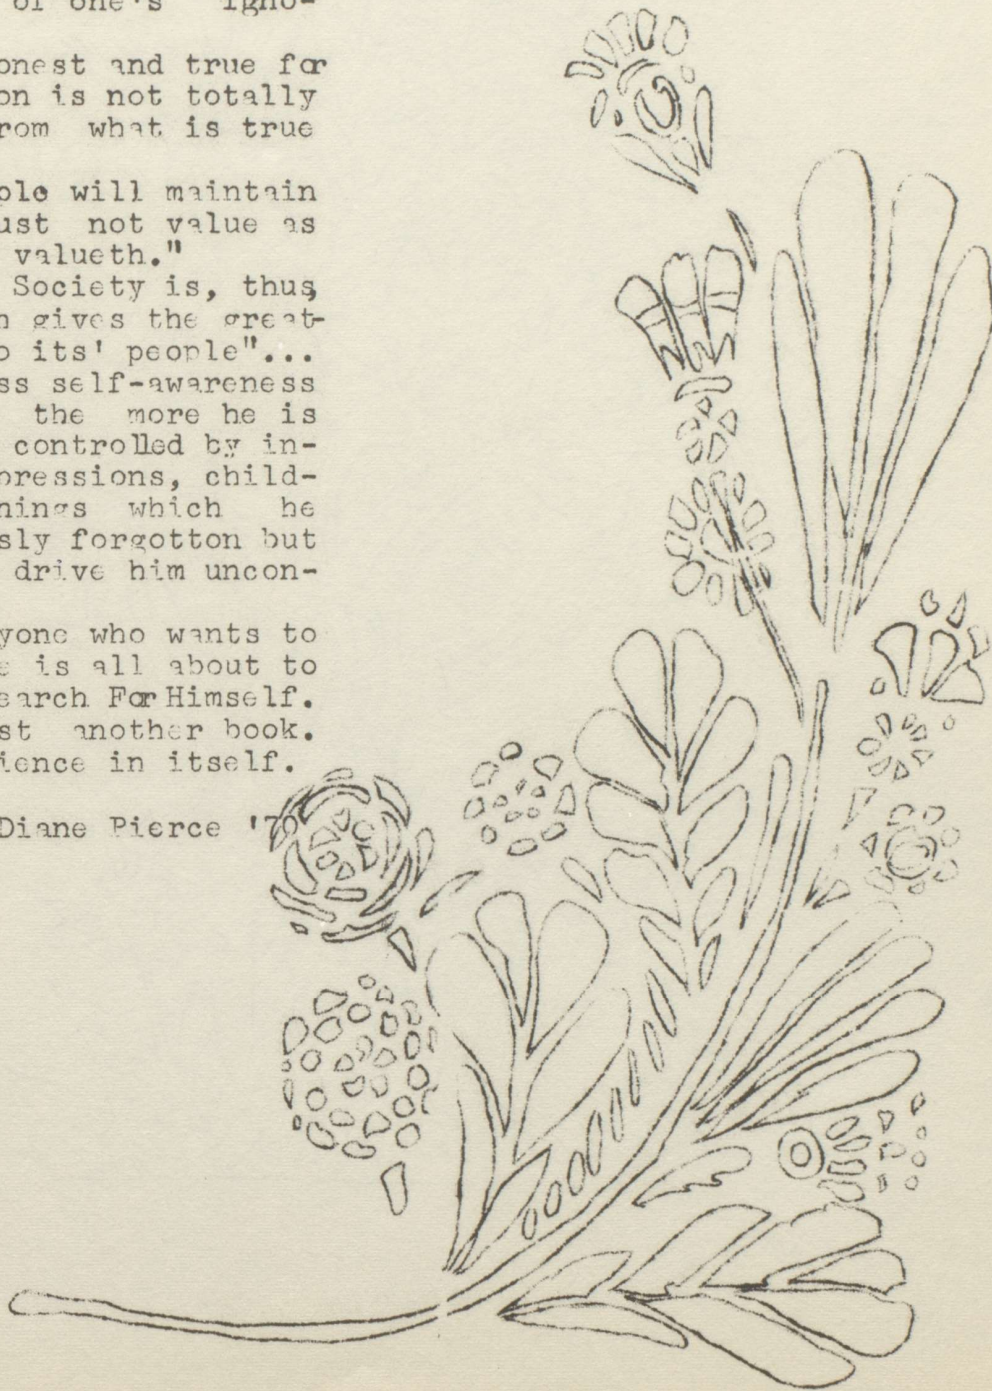 of one's igno-
onest and true for
on is not totally
rom what is true
ple will maintain
ust not value as
valueth."
Society is, thus,
n gives the great-
o its' people"...
ss self-awareness
the more he is
controlled by in-
pressions, child-
nings which he
sly forgotton but
drive him uncon-
yone who wants to
e is all about to
earch For Himself.
st another book.
ience in itself.
Diane Pierce '70